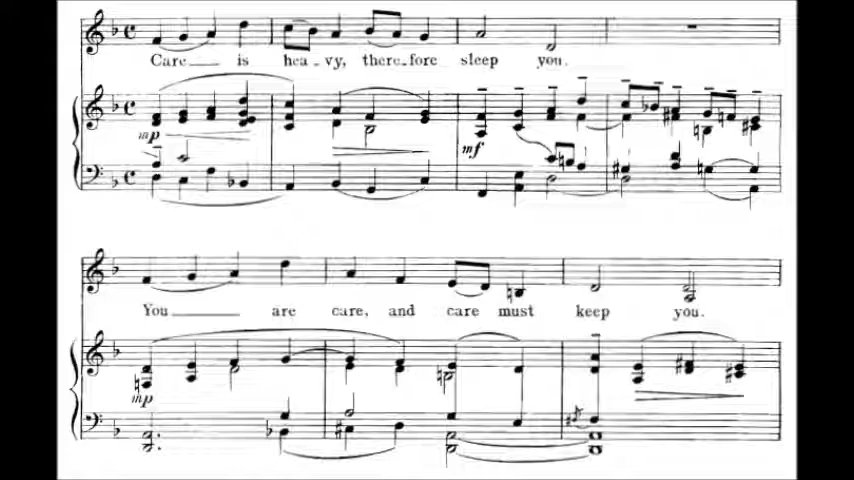 Care is hea-vy, there-fore sleep you.
mp
mf
You are care, and care must keep you.
mp